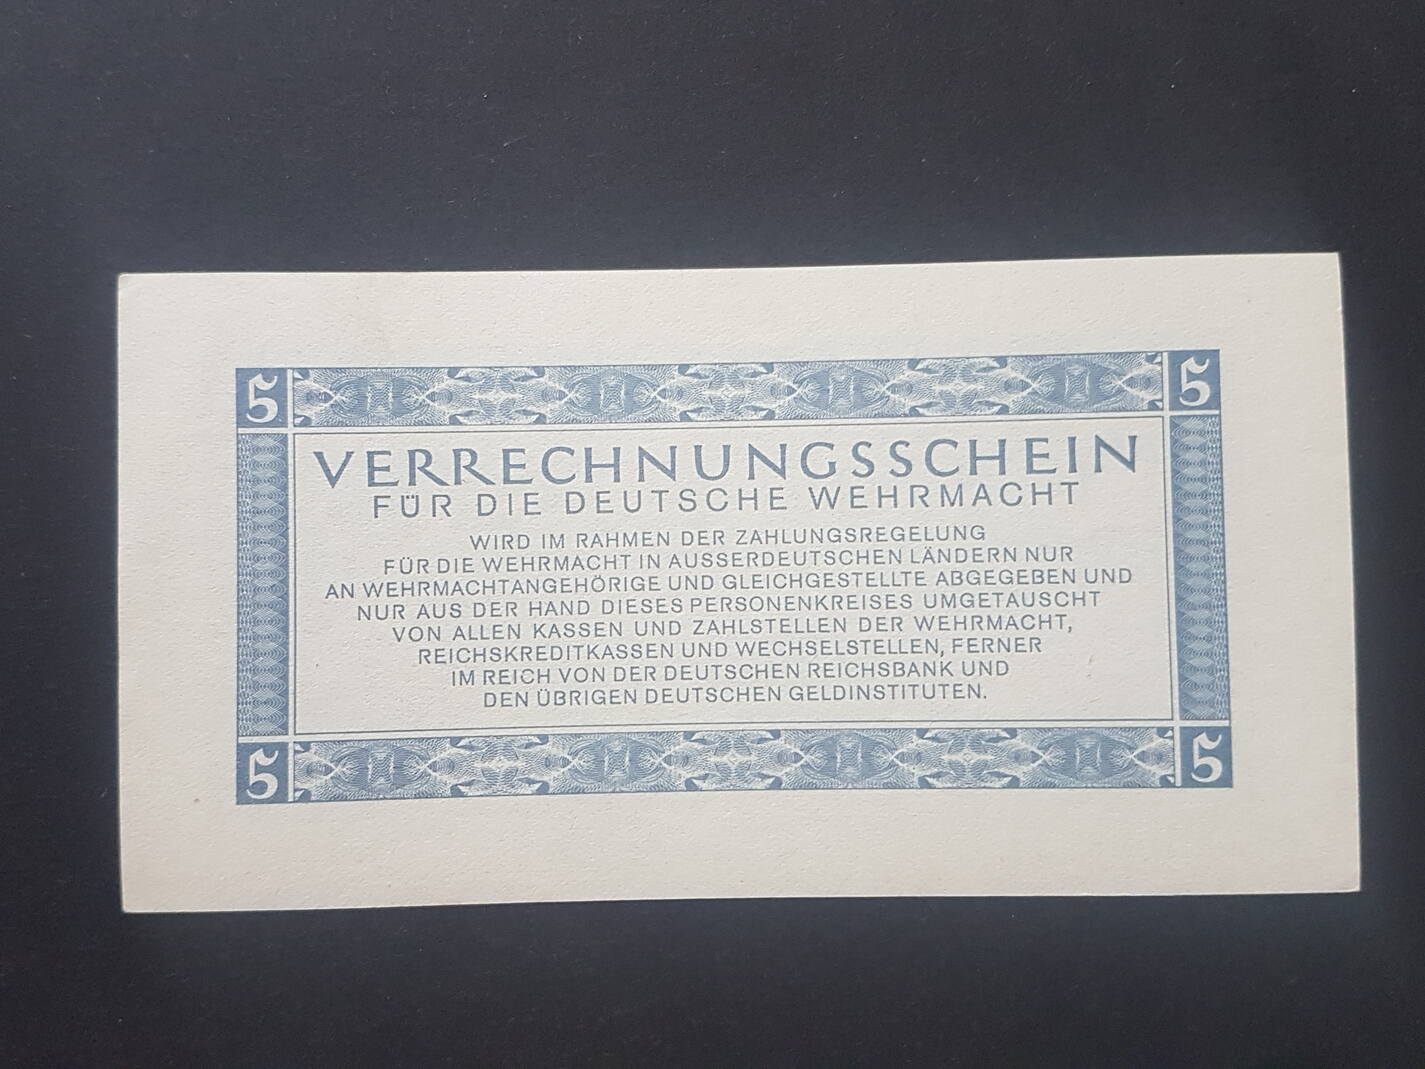 5 5
VERRECHNUNGSSCHEIN
FÜR DIE DEUTSCHE WEHRMACHT
WIRD IM RAHMEN DER ZAHLUNGSREGELUNG
FÜR DIE WEHRMACHT IN AUSSERDEUTSCHEN LÄNDERN NUR
AN WEHRMACHTANGEHÖRIGE UND GLEICHGESTELLTE ABGEGEBEN UND
NUR AUS DER HAND DIESES PERSONENKREISES UMGETAUSCHT
VON ALLEN KASSEN UND ZAHLSTELLEN DER WEHRMACHT,
REICHSKREDITKASSEN UND WECHSELSTELLEN, FERNER
IM REICH VON DER DEUTSCHEN REICHSBANK UND
DEN ÜBRIGEN DEUTSCHEN GELDINSTITUTEN.
5 5